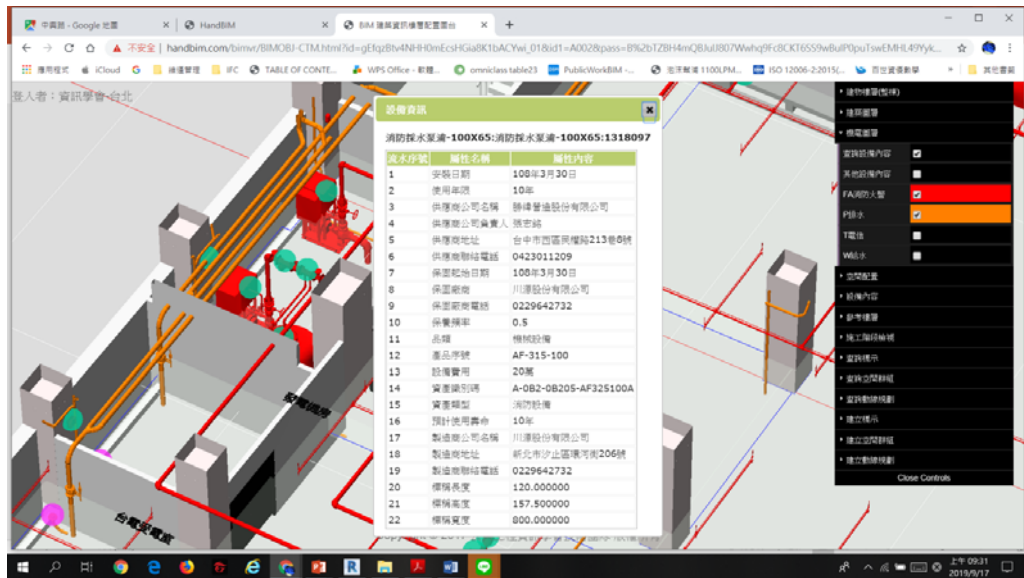 中興路 - Google 地圖
HandBIM
BIM 建築資訊樓層配置雲台
不安全 | handbim.com/bimvr/BIMOBJ-CTM.html?id=
應用程式
iCloud
維運管理
IFC
TABLE OF CONTE...
WPS Office - 軟體...
omniclass table23
PublicWorkBIM -...
ISO 12006-2:2015(...
其他書籤
登入者：資訊學會-台北
設備資訊
消防採水泵浦-100X65:消防採水泵浦-100X65:1318097
流水序號 屬性名稱 屬性內容
1 安裝日期 108年3月30日
2 使用年限 10年
3 供應商公司名稱 勝緯營造股份有限公司
4 供應商公司負責人 張宏銘
5 供應商地址 台中市西區民權路213巷8號
6 供應商聯絡電話 0423011209
7 保固起始日期 108年3月30日
8 保固廠商 川源股份有限公司
9 保固廠商電話 0229642732
10 保養頻率 0.5
11 品類 機械設備
12 產品序號 AF-315-100
13 設備費用 20萬
14 資產識別碼 A-0B2-0B205-AF325100A
15 資產類型 消防設備
16 預計使用壽命 10年
17 製造商公司名稱 川源股份有限公司
18 製造商地址 新北市汐止區環河街206號
19 製造商聯絡電話 0229642732
20 標稱長度 120.000000
21 標稱高度 157.500000
22 標稱寬度 800.000000
建物樓層(整棟)
建築圖層
機電圖層
查詢設備內容
其他設備內容
FA消防火警
P排水
T電信
W給水
空間配置
設備內容
參考樓層
施工階段檢視
查詢標示
查詢空間群組
查詢動線規劃
建立標示
建立空間群組
建立動線規劃
Close Controls
台電受電室
上午 09:31
2019/9/17